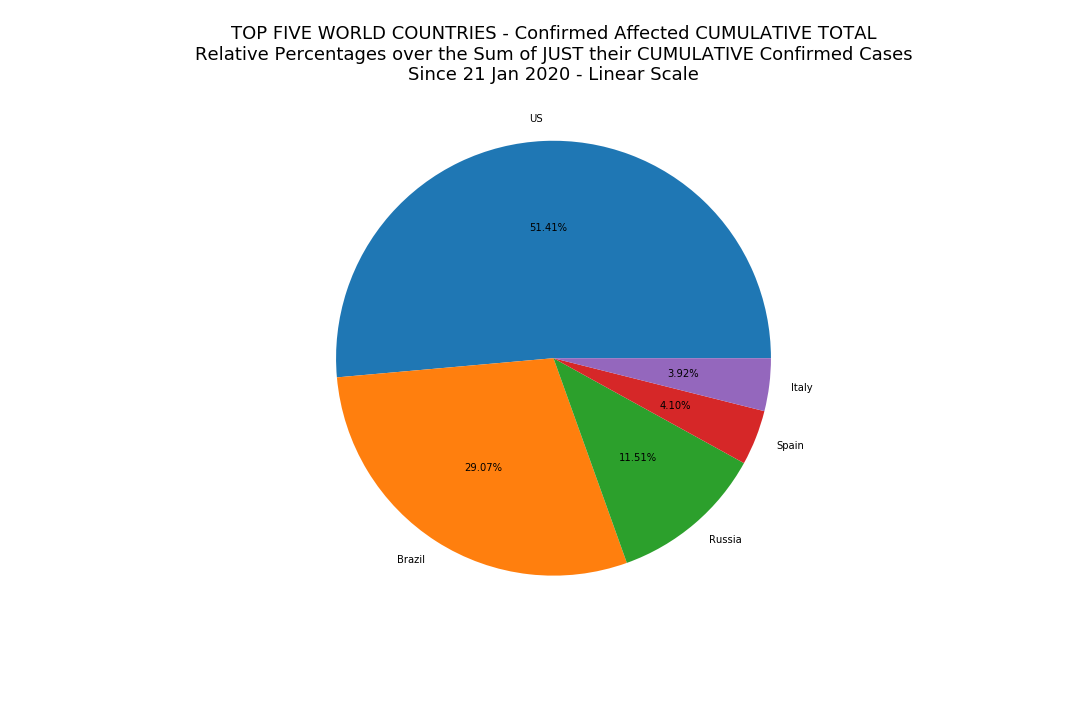 TOP FIVE WORLD COUNTRIES - Confirmed Affected CUMULATIVE TOTAL
Relative Percentages over the Sum of JUST their CUMULATIVE Confirmed Cases
Since 21 Jan 2020 - Linear Scale
US
51.41%
3.92%
Italy
4.10%
Spain
11.51%
29.07%
Russia
Brazil